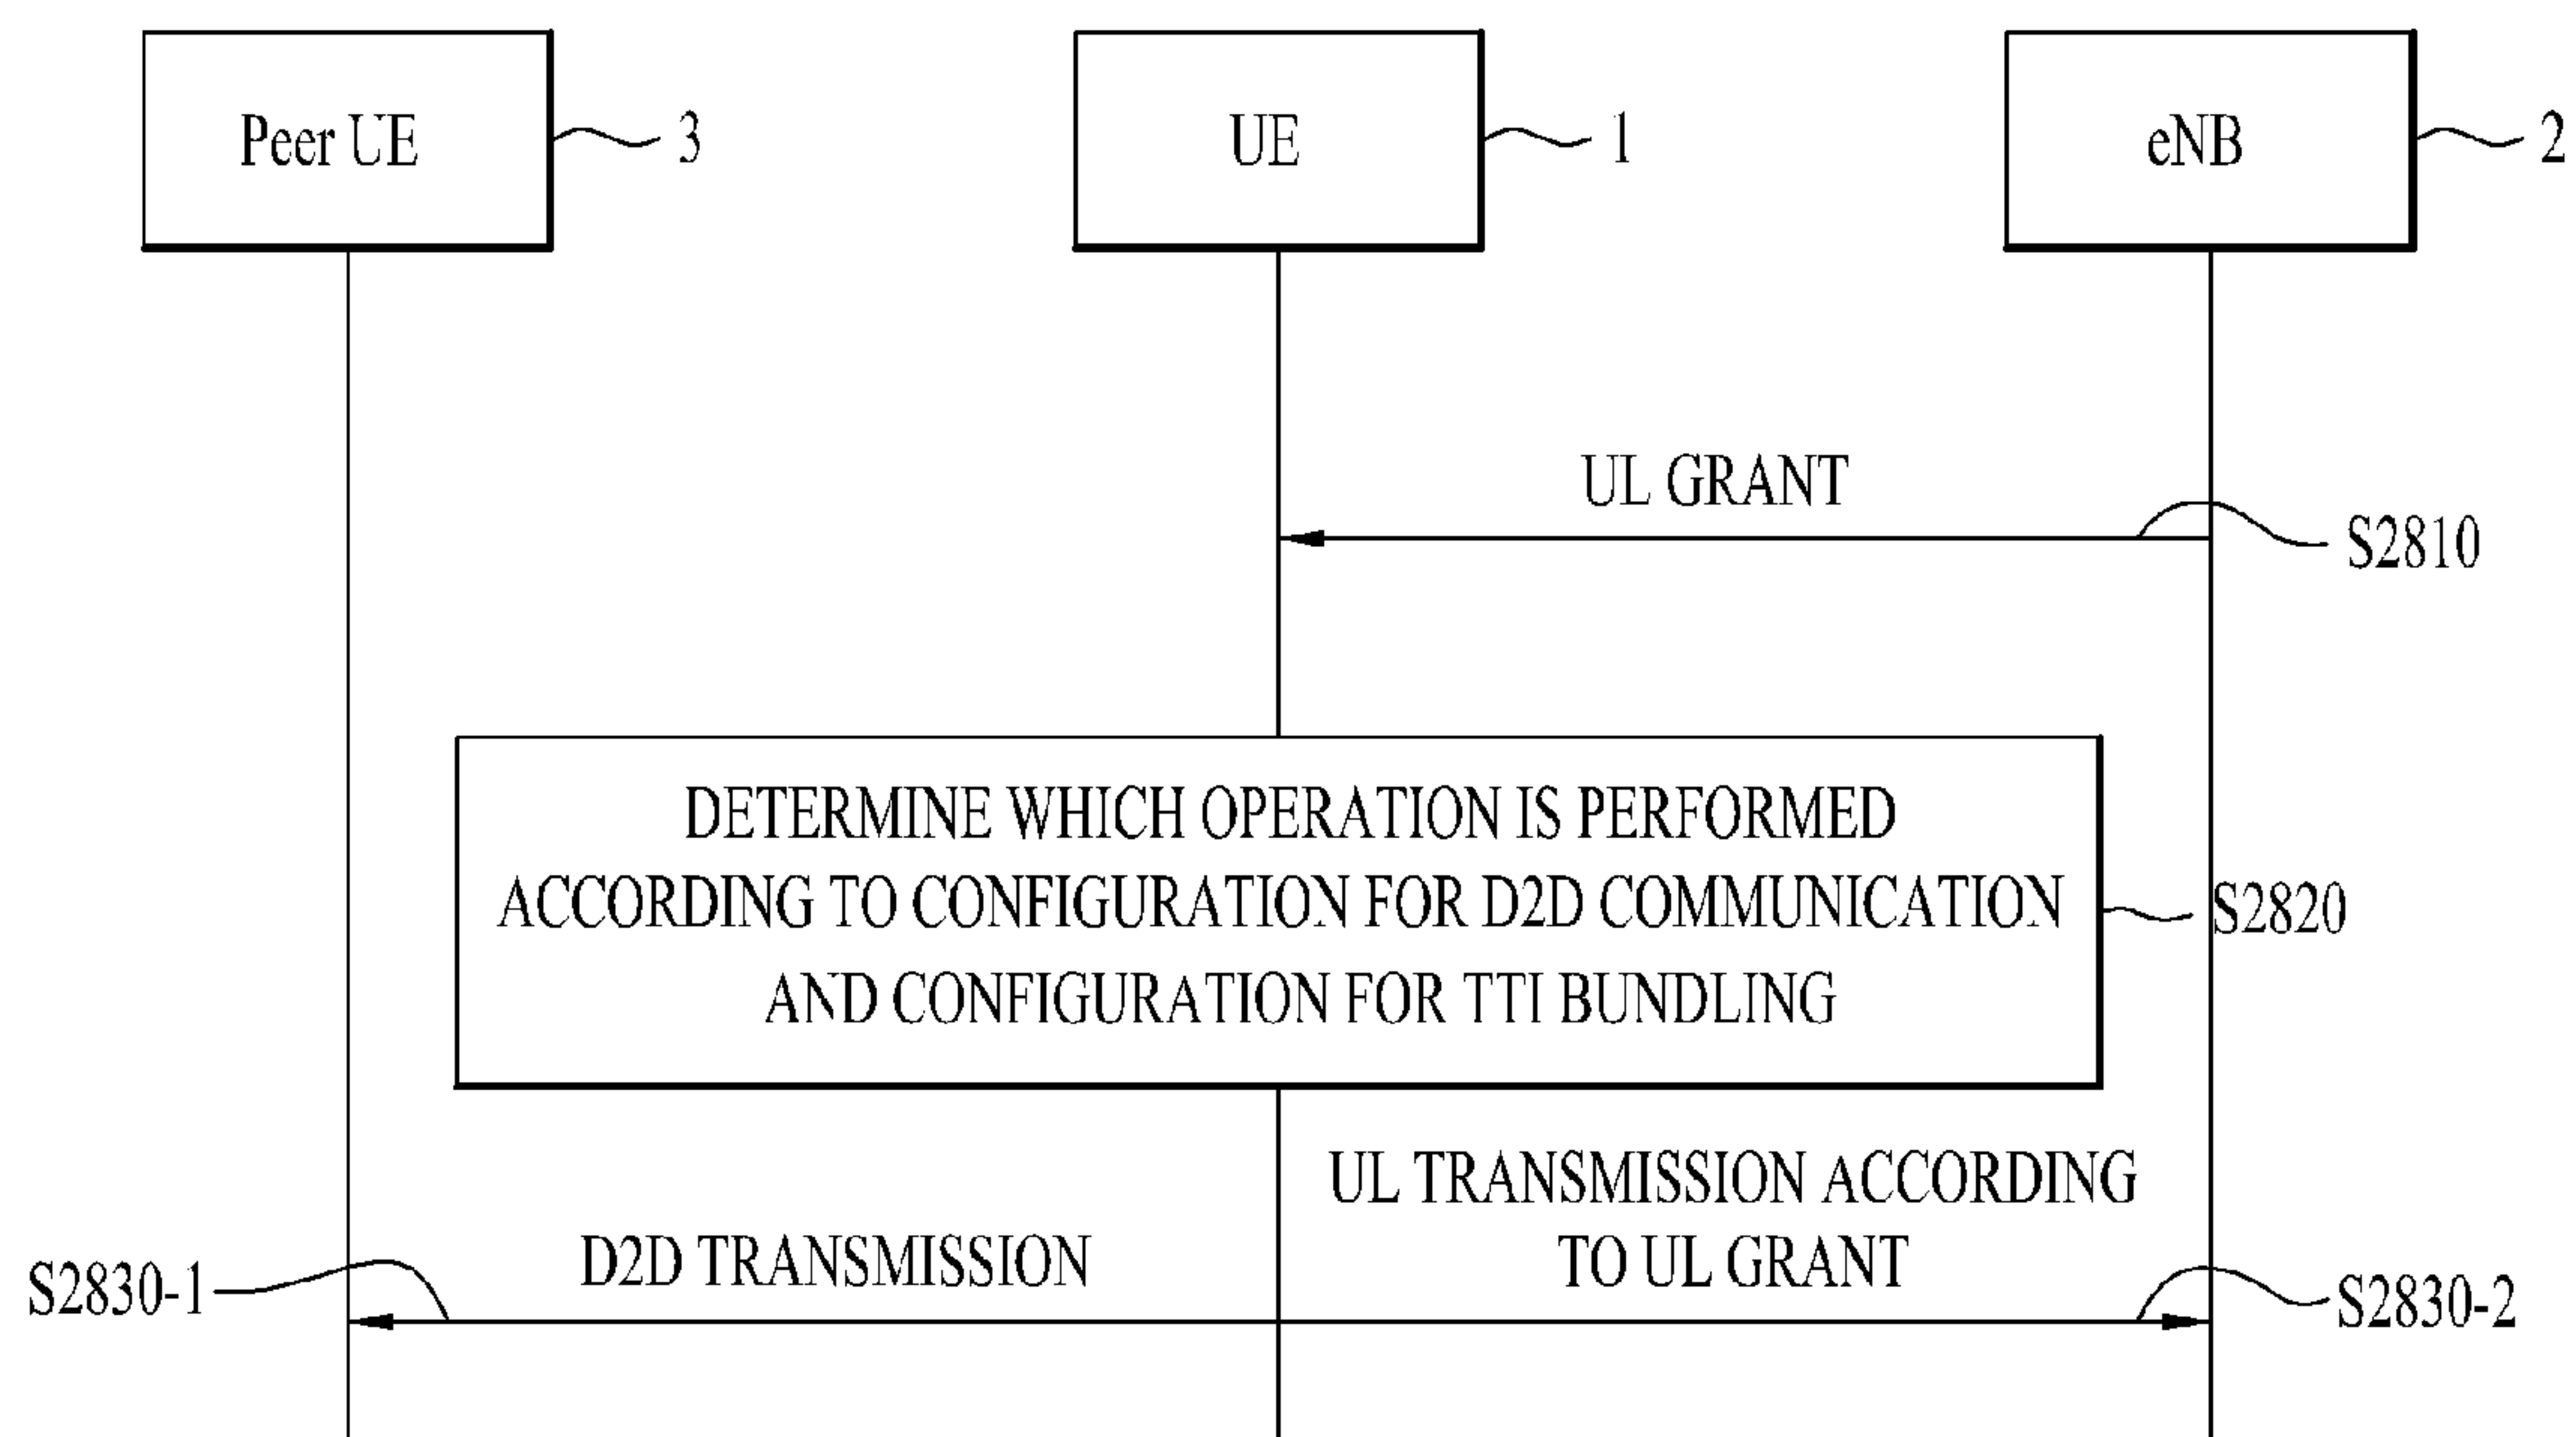 Peer UE
3
UE
1
eNB
2
UL GRANT
S2810
DETERMINE WHICH OPERATION IS PERFORMED
ACCORDING TO CONFIGURATION FOR D2D COMMUNICATION
AND CONFIGURATION FOR TTI BUNDLING
S2820
UL TRANSMISSION ACCORDING
TO UL GRANT
D2D TRANSMISSION
S2830-1
S2830-2